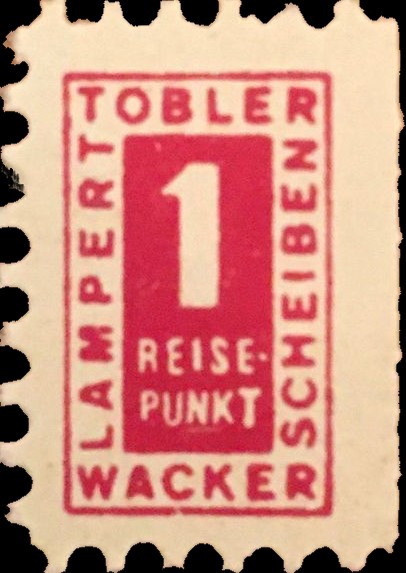 TOBLER
LAMPERT
SCHEIBEN
1
REISE-
PUNKT
WACKER